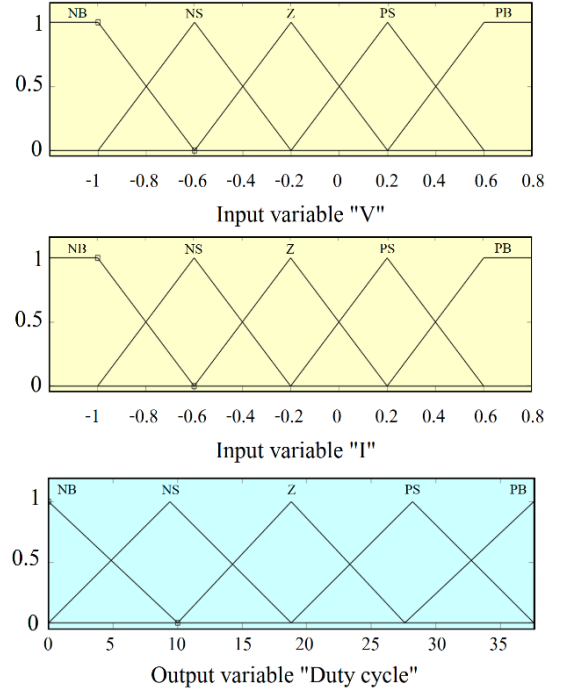 NB NS Z PS PB
1
0.5
0
-1 -0.8 -0.6 -0.4 -0.2 0 0.2 0.4 0.6 0.8
Input variable "V"
NB NS Z PS PB
1
0.5
0
-1 -0.8 -0.6 -0.4 -0.2 0 0.2 0.4 0.6 0.8
Input variable "I"
NB NS Z PS PB
1
0.5
0
0 5 10 15 20 25 30 35
Output variable "Duty cycle"